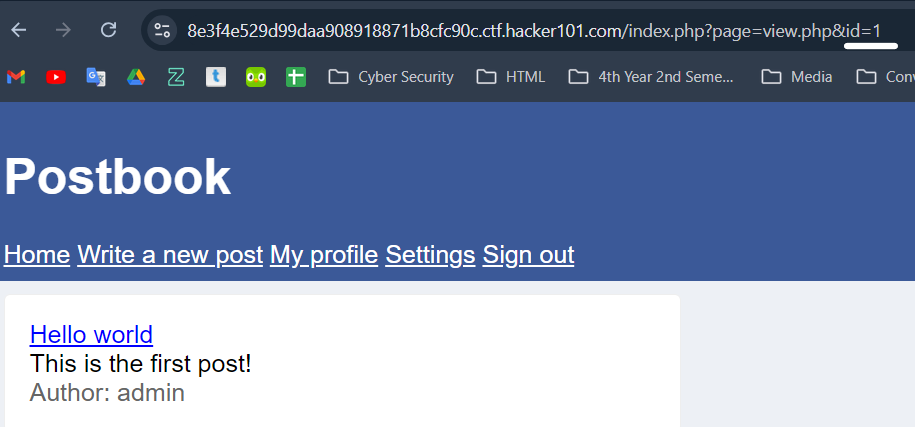 8e3f4e529d99daa908918871b8cfc90c.ctf.hacker101.com/index.php?page=view.php&id=1
Cyber Security HTML 4th Year 2nd Seme... Media Conv
Postbook
Home Write a new post My profile Settings Sign out
Hello world
This is the first post!
Author: admin